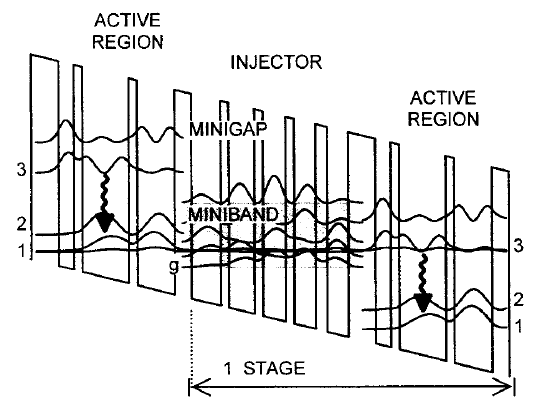 ACTIVE
REGION
INJECTOR
ACTIVE
REGION
MINIGAP
3
MINIBAND
2
1
g
3
2
1
1 STAGE